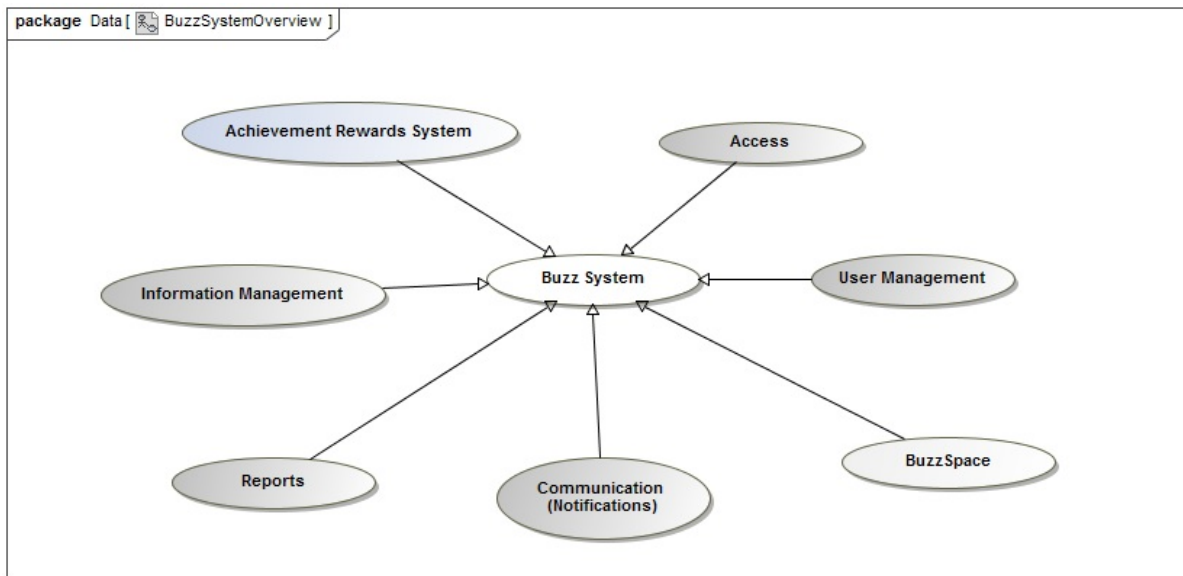 package Data [ BuzzSystemOverview ]
Achievement Rewards System
Access
Buzz System
User Management
Information Management
BuzzSpace
Reports
Communication
(Notifications)